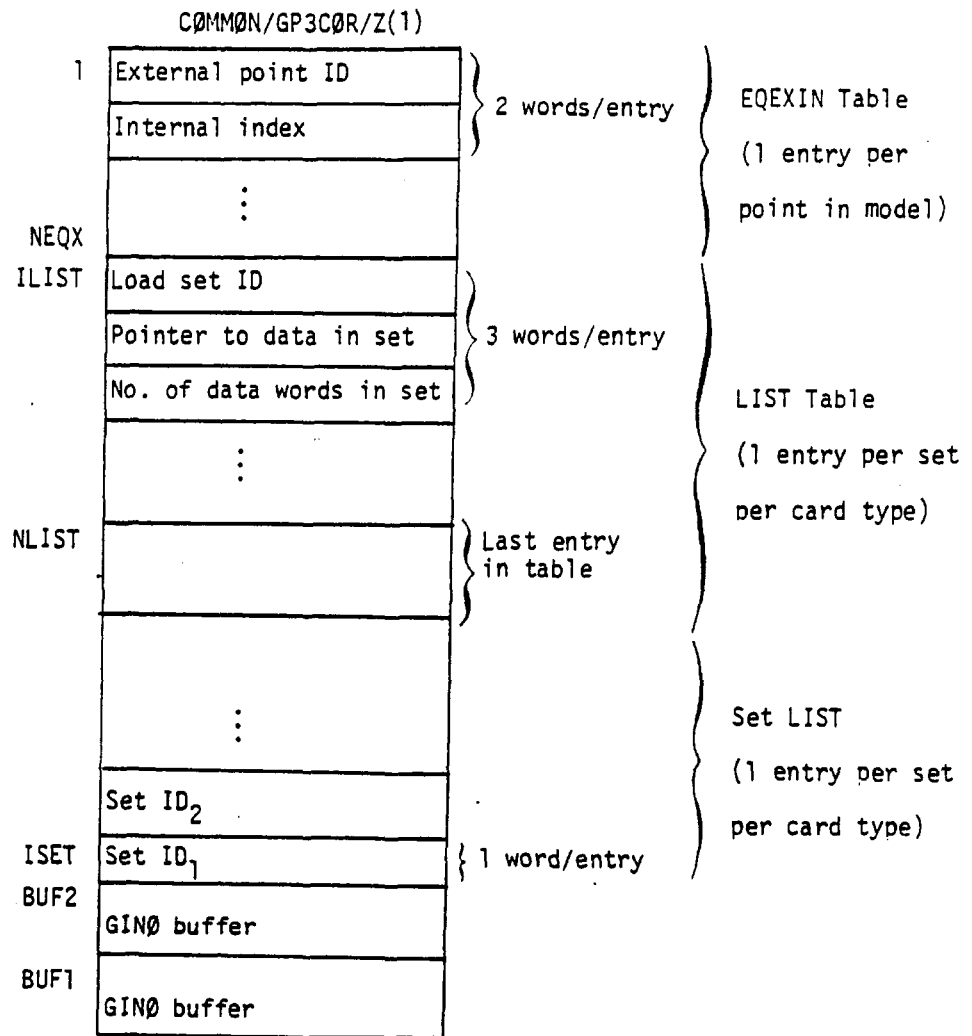 CØMMØN/GP3CØR/Z(1)
1
External point ID
Internal index
2 words/entry
EQEXIN Table
(1 entry per
point in model)
⋮
NEQX
ILIST
Load set ID
Pointer to data in set
No. of data words in set
3 words/entry
LIST Table
(1 entry per set
per card type)
⋮
NLIST
Last entry
in table
⋮
Set LIST
(1 entry per set
per card type)
Set ID2
ISET
Set ID1
1 word/entry
BUF2
GINØ buffer
BUF1
GINØ buffer